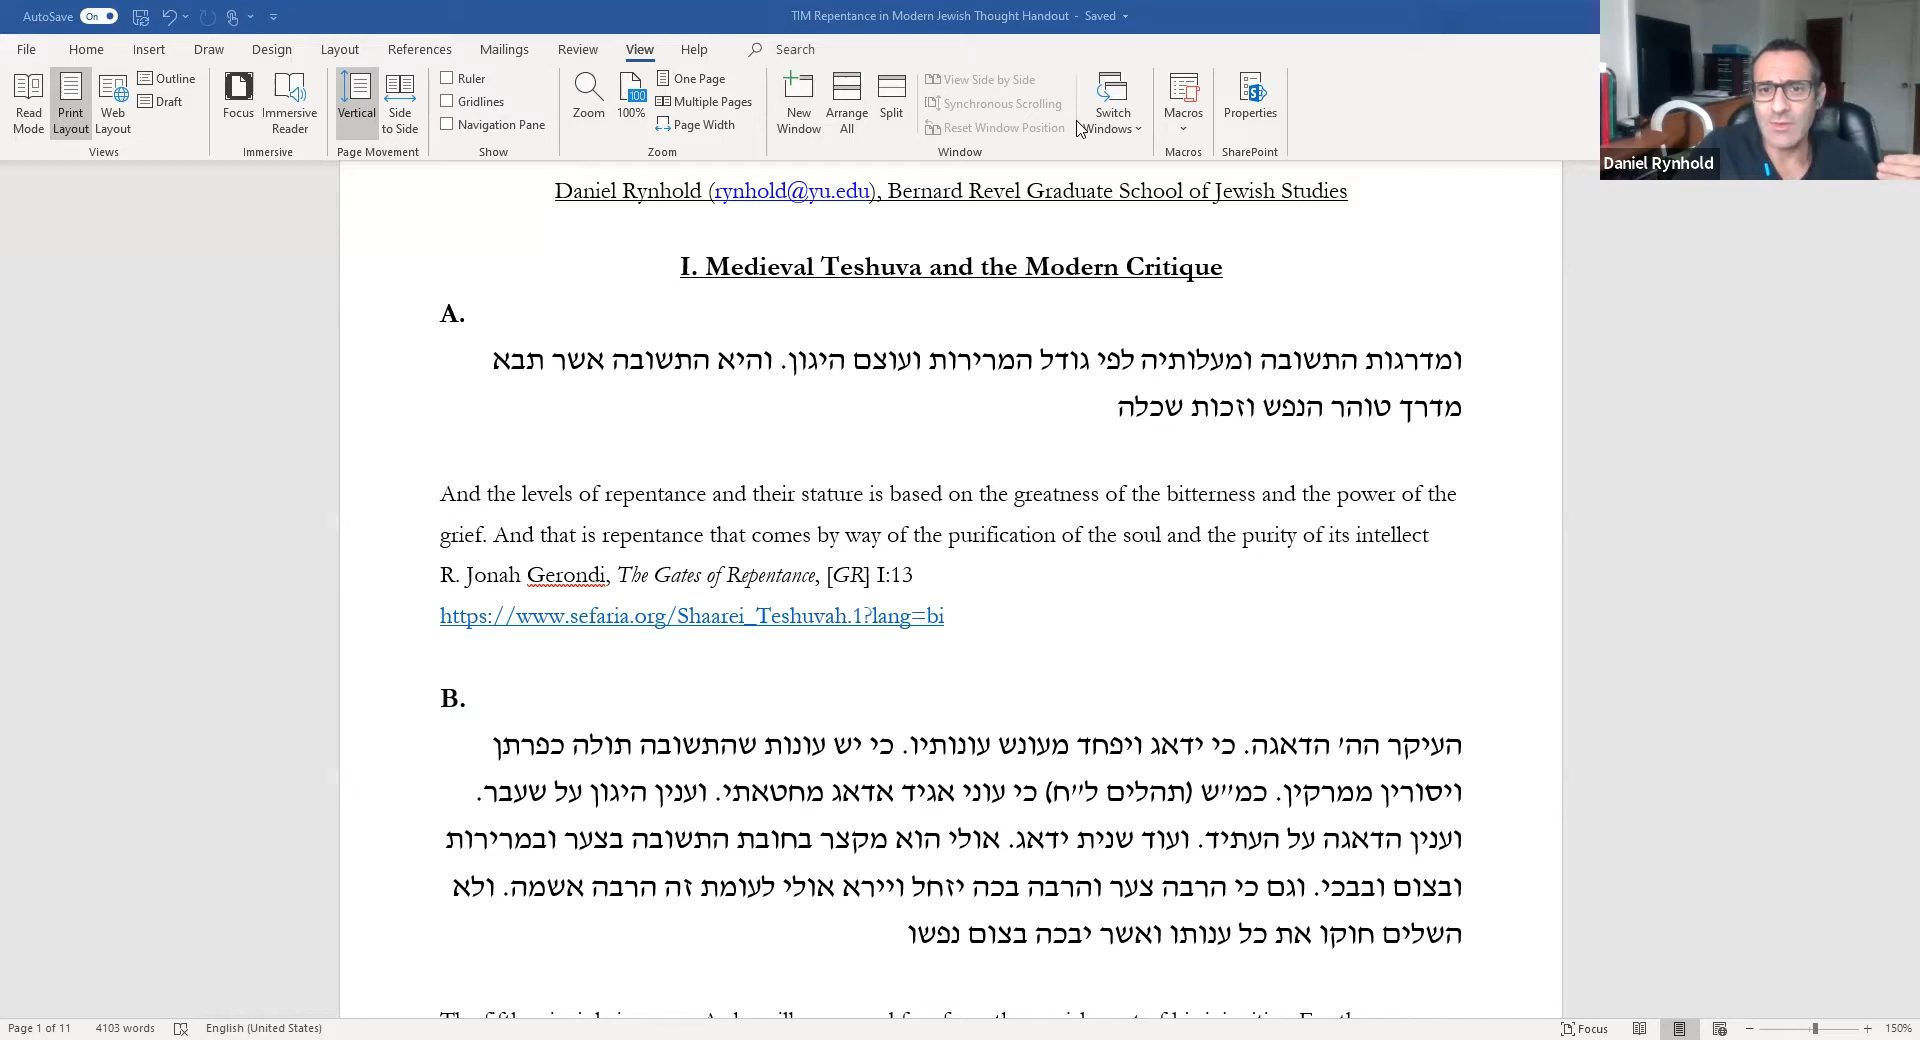 AutoSave On
TIM Repentance in Modern Jewish Thought Handout - Saved
File Home Insert Draw Design Layout References Mailings Review View Help Search
Read Mode
Print Layout
Web Layout
Outline
Draft
Views
Focus
Immersive Reader
Immersive
Vertical
Side to Side
Page Movement
Ruler
Gridlines
Navigation Pane
Show
Zoom
100
100%
One Page
Multiple Pages
Page Width
Zoom
New Window
Arrange All
Split
View Side by Side
Synchronous Scrolling
Reset Window Position
Switch Windows
Window
Macros
Macros
Properties
SharePoint
Daniel Rynhold
Daniel Rynhold (rynhold@yu.edu), Bernard Revel Graduate School of Jewish Studies
I. Medieval Teshuva and the Modern Critique
A.
ומדרגות התשובה ומעלותיה לפי גודל המרירות ועוצם היגון. והיא התשובה אשר תבא
מדרך טוהר הנפש וזכות שכלה
And the levels of repentance and their stature is based on the greatness of the bitterness and the power of the
grief. And that is repentance that comes by way of the purification of the soul and the purity of its intellect
R. Jonah Gerondi, The Gates of Repentance, [GR] I:13
https://www.sefaria.org/Shaarei_Teshuvah.1?lang=bi
B.
העיקר הה' הדאגה. כי ידאג ויפחד מעונש עונותיו. כי יש עונות שהתשובה תולה כפרתן
ויסורין ממרקין. כמ"ש (תהלים ל"ח) כי עוני אגיד אדאג מחטאתי. וענין היגון על שעבר.
וענין הדאגה על העתיד. ועוד שנית ידאג. אולי הוא מקצר בחובת התשובה בצער ובמרירות
ובצום ובבכי. וגם כי הרבה צער והרבה בכה יזחל ויירא אולי לעומת זה הרבה אשמה. ולא
השלים חוקו את כל ענותו ואשר יבכה בצום נפשו
Page 1 of 11 4103 words English (United States) Focus 150%